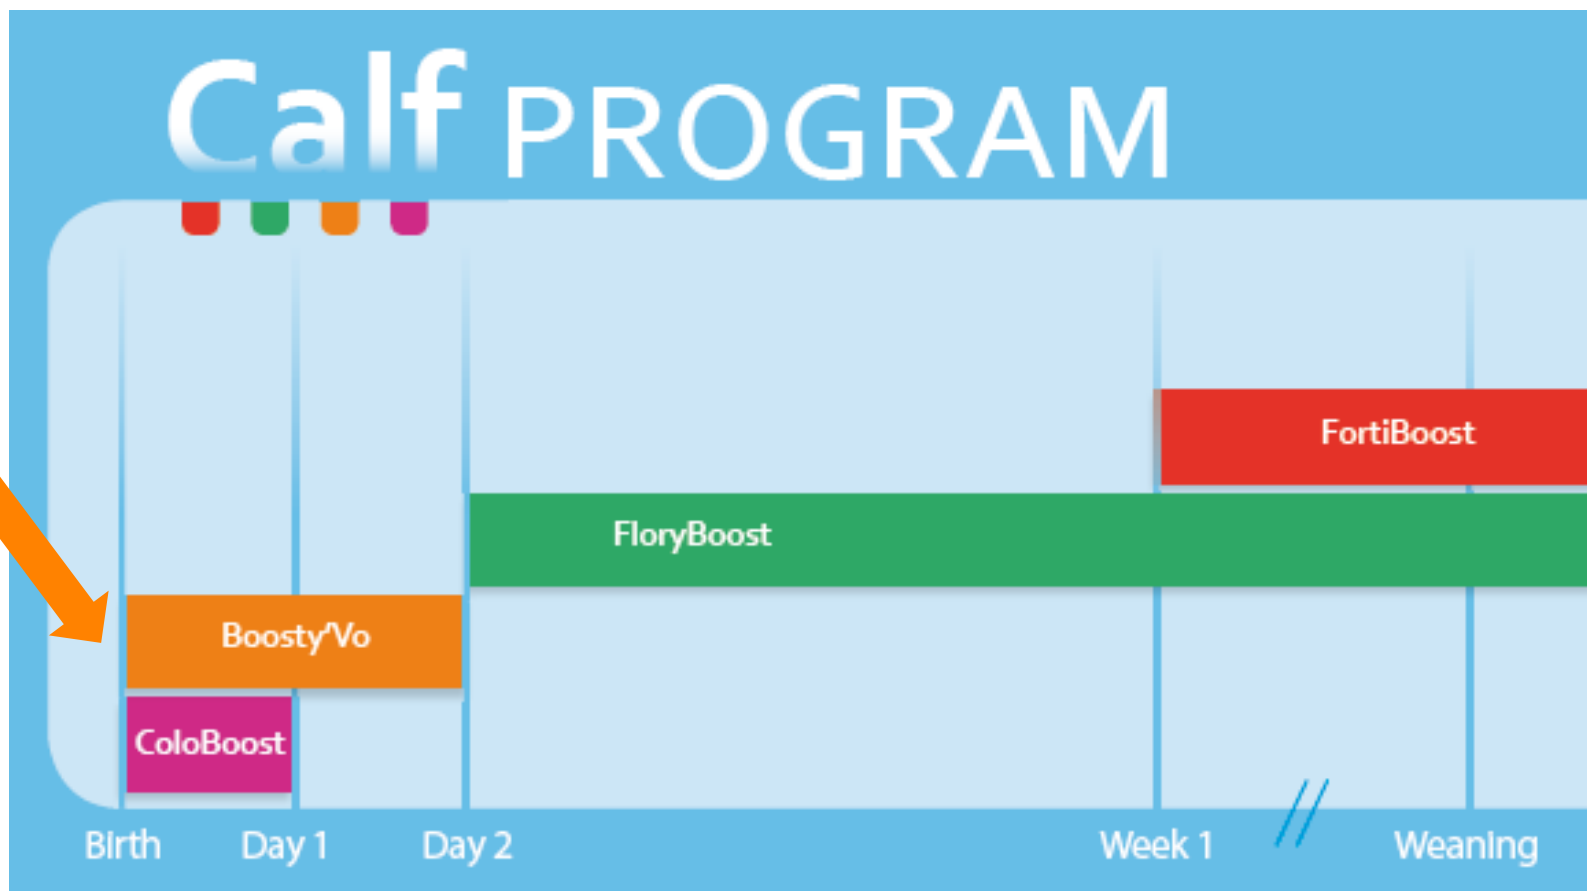 Calf PROGRAM
FortiBoost
FloryBoost
Boosty'Vo
ColoBoost
Birth Day 1 Day 2 Week 1 // Weaning